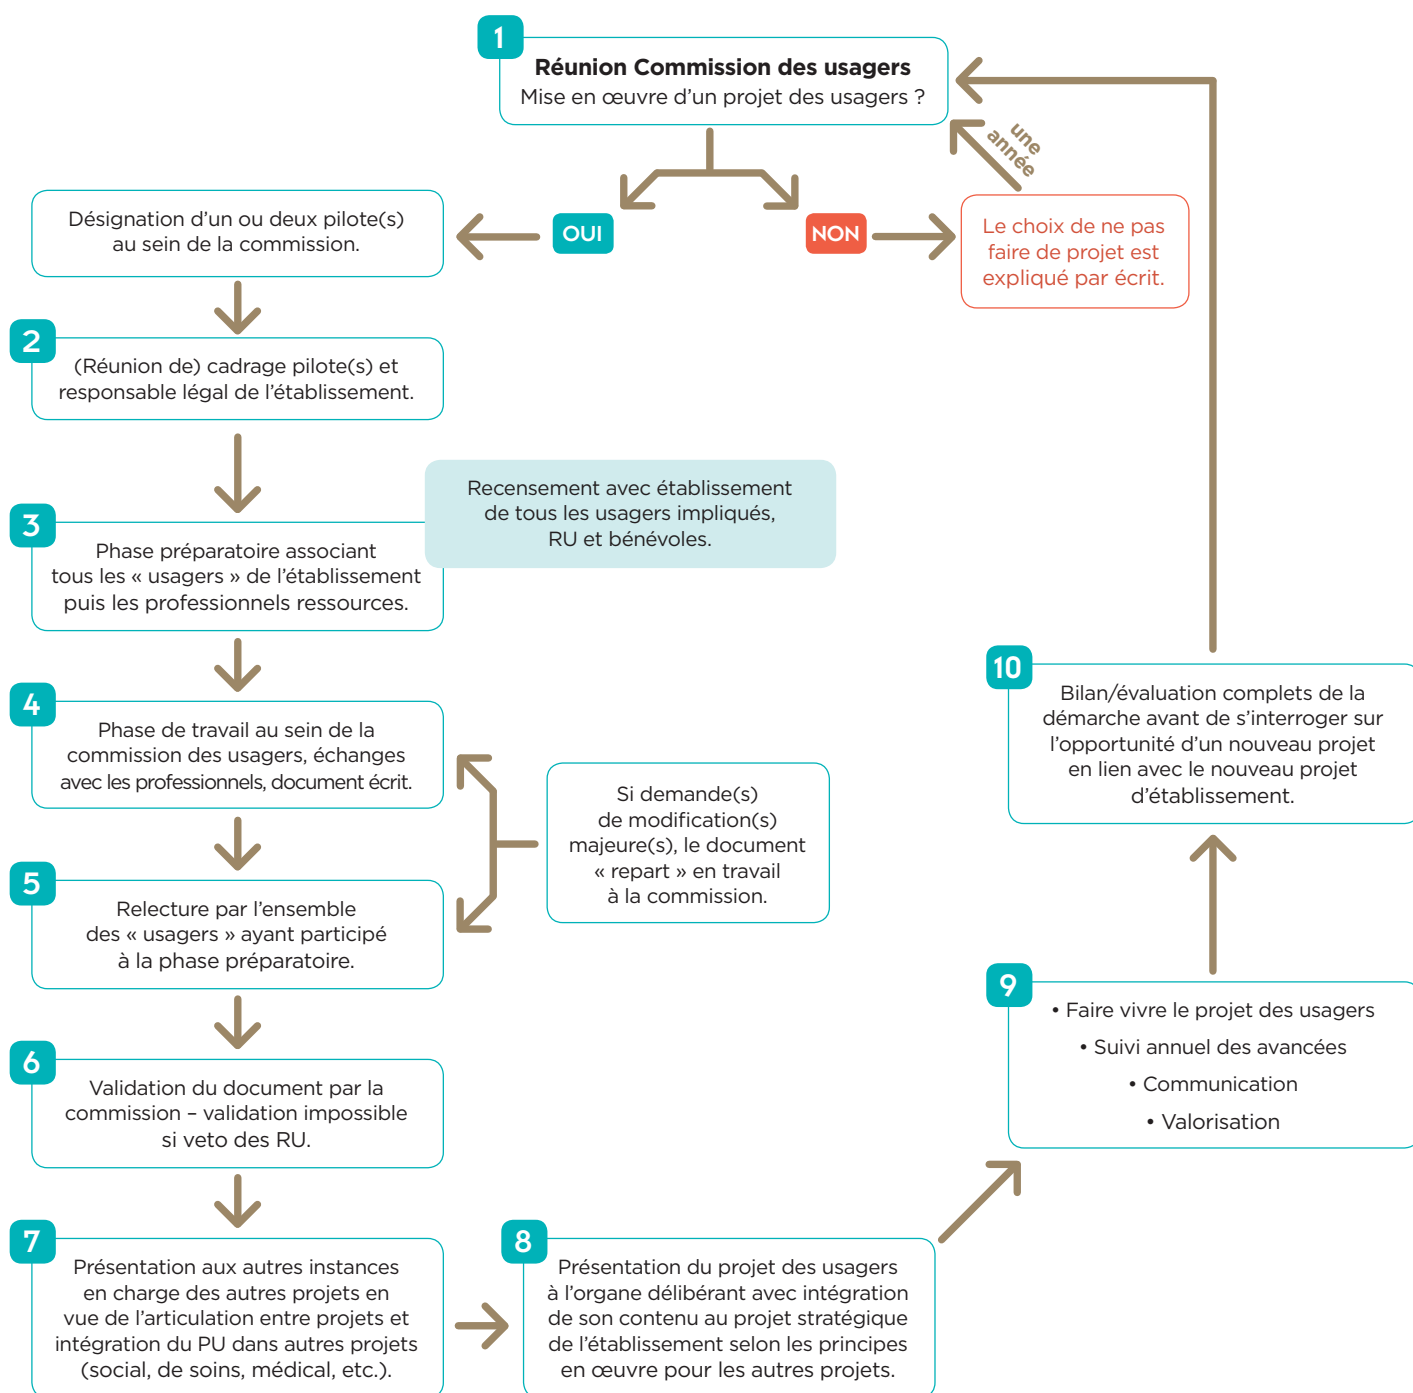 1
Réunion Commission des usagers
Mise en œuvre d’un projet des usagers ?
une
année
OUI
NON
Le choix de ne pas
faire de projet est
expliqué par écrit.
Désignation d’un ou deux pilote(s)
au sein de la commission.
2
(Réunion de) cadrage pilote(s) et
responsable légal de l’établissement.
Recensement avec établissement
de tous les usagers impliqués,
RU et bénévoles.
3
Phase préparatoire associant
tous les « usagers » de l’établissement
puis les professionnels ressources.
4
Phase de travail au sein de la
commission des usagers, échanges
avec les professionnels, document écrit.
Si demande(s)
de modification(s)
majeure(s), le document
« repart » en travail
à la commission.
5
Relecture par l’ensemble
des « usagers » ayant participé
à la phase préparatoire.
6
Validation du document par la
commission – validation impossible
si veto des RU.
7
Présentation aux autres instances
en charge des autres projets en
vue de l’articulation entre projets et
intégration du PU dans autres projets
(social, de soins, médical, etc.).
8
Présentation du projet des usagers
à l’organe délibérant avec intégration
de son contenu au projet stratégique
de l’établissement selon les principes
en œuvre pour les autres projets.
9
• Faire vivre le projet des usagers
• Suivi annuel des avancées
• Communication
• Valorisation
10
Bilan/évaluation complets de la
démarche avant de s’interroger sur
l’opportunité d’un nouveau projet
en lien avec le nouveau projet
d’établissement.